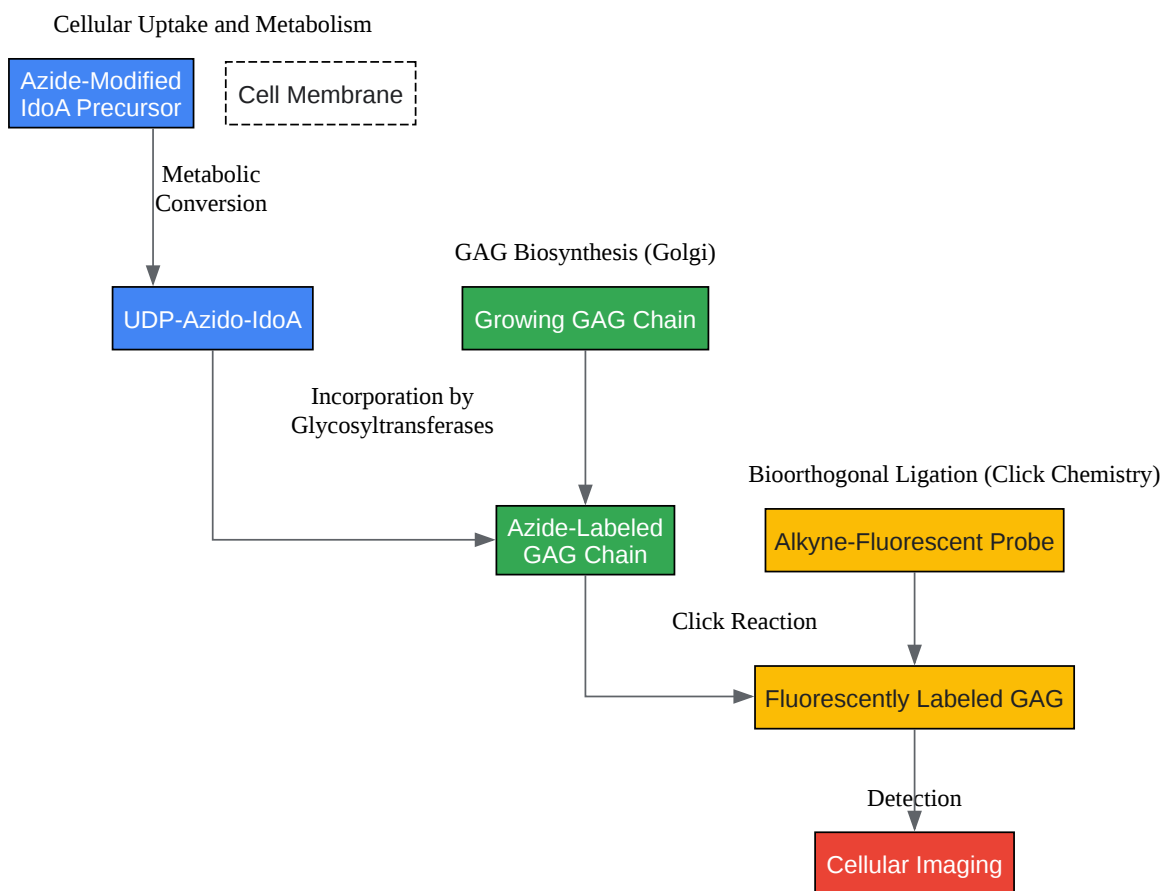 Cellular Uptake and Metabolism
Azide-Modified
IdoA Precursor
Cell Membrane
Metabolic
Conversion
GAG Biosynthesis (Golgi)
UDP-Azido-IdoA
Growing GAG Chain
Incorporation by
Glycosyltransferases
Bioorthogonal Ligation (Click Chemistry)
Azide-Labeled
GAG Chain
Alkyne-Fluorescent Probe
Click Reaction
Fluorescently Labeled GAG
Detection
Cellular Imaging